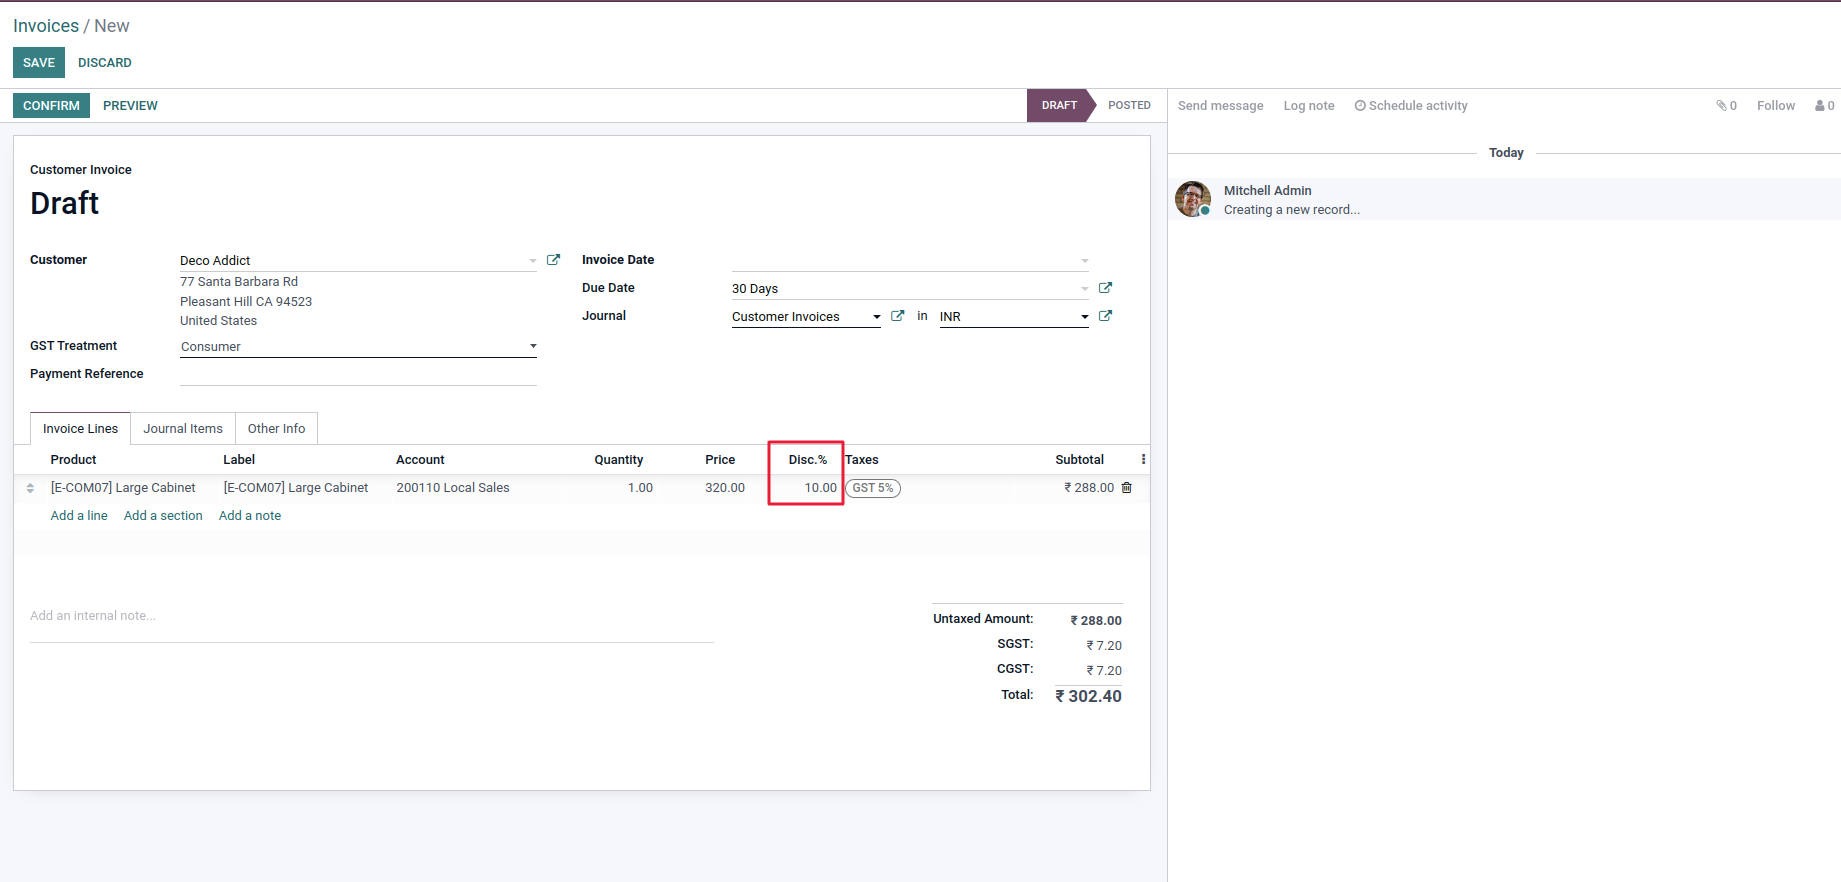 Invoices / New
SAVE DISCARD
CONFIRM PREVIEW DRAFT POSTED Send message Log note Schedule activity 0 Follow 0
Today
Mitchell Admin
Creating a new record...
Customer Invoice
Draft
Customer Deco Addict Invoice Date
77 Santa Barbara Rd
Due Date 30 Days
Pleasant Hill CA 94523
Journal Customer Invoices in INR
United States
GST Treatment Consumer
Payment Reference
Invoice Lines Journal Items Other Info
Product Label Account Quantity Price Disc.% Taxes Subtotal
[E-COM07] Large Cabinet [E-COM07] Large Cabinet 200110 Local Sales 1.00 320.00 10.00 GST 5% ₹ 288.00
Add a line Add a section Add a note
Add an internal note...
Untaxed Amount: ₹ 288.00
SGST: ₹ 7.20
CGST: ₹ 7.20
Total: ₹ 302.40